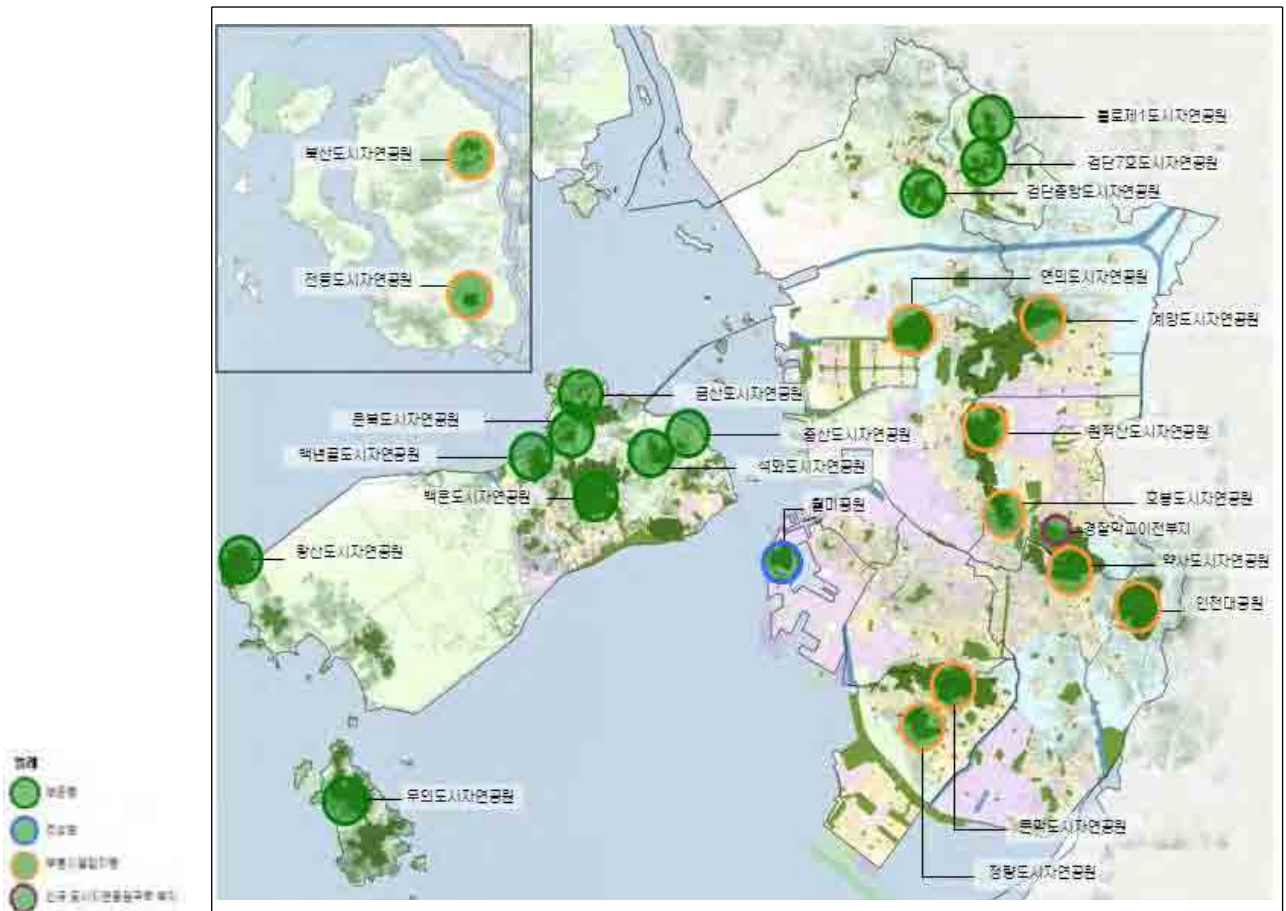 북산도시자연공원
전등도시자연공원
불로제1도시자연공원
검단7호도시자연공원
검단중앙도시자연공원
연희도시자연공원
계양도시자연공원
금산도시자연공원
운북도시자연공원
백년골도시자연공원
백운도시자연공원
송산도시자연공원
석화도시자연공원
원적산도시자연공원
호봉도시자연공원
경찰학교이전부지
약사도시자연공원
인천대공원
월미공원
왕산도시자연공원
무의도시자연공원
문학도시자연공원
청량도시자연공원
범례
보존형